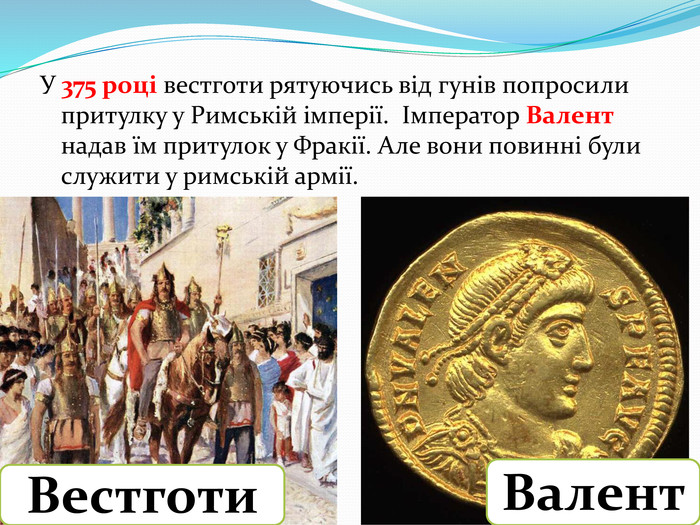 У 375 році вестготи рятуючись від гунів попросили
притулку у Римській імперії. Імператор Валент
надав їм притулок у Фракії. Але вони повинні були
служити у римській армії.
DNVALEN
SPFAVG
Вестготи
Валент